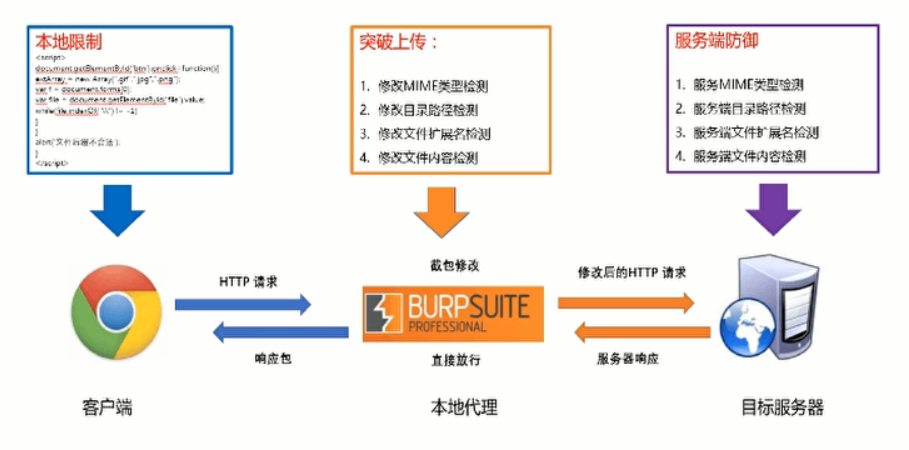 本地限制
<script>
document.getElementById('btn').onclick=function(){
extArray = new Array(".gif",".jpg",".png");
var f = document.forms[0];
var file = document.getElementById('file').value;
while(file.indexOf("\\") != -1)
}
}
alert('文件后缀不合法');
}
</script>
突破上传：
1. 修改MIME类型检测
2. 修改目录路径检测
3. 修改文件扩展名检测
4. 修改文件内容检测
服务端防御
1. 服务MIME类型检测
2. 服务端目录路径检测
3. 服务端文件扩展名检测
4. 服务端文件内容检测
HTTP 请求
响应包
截包修改
BURPSUITE
PROFESSIONAL
直接放行
修改后的HTTP 请求
服务器响应
客户端
本地代理
目标服务器